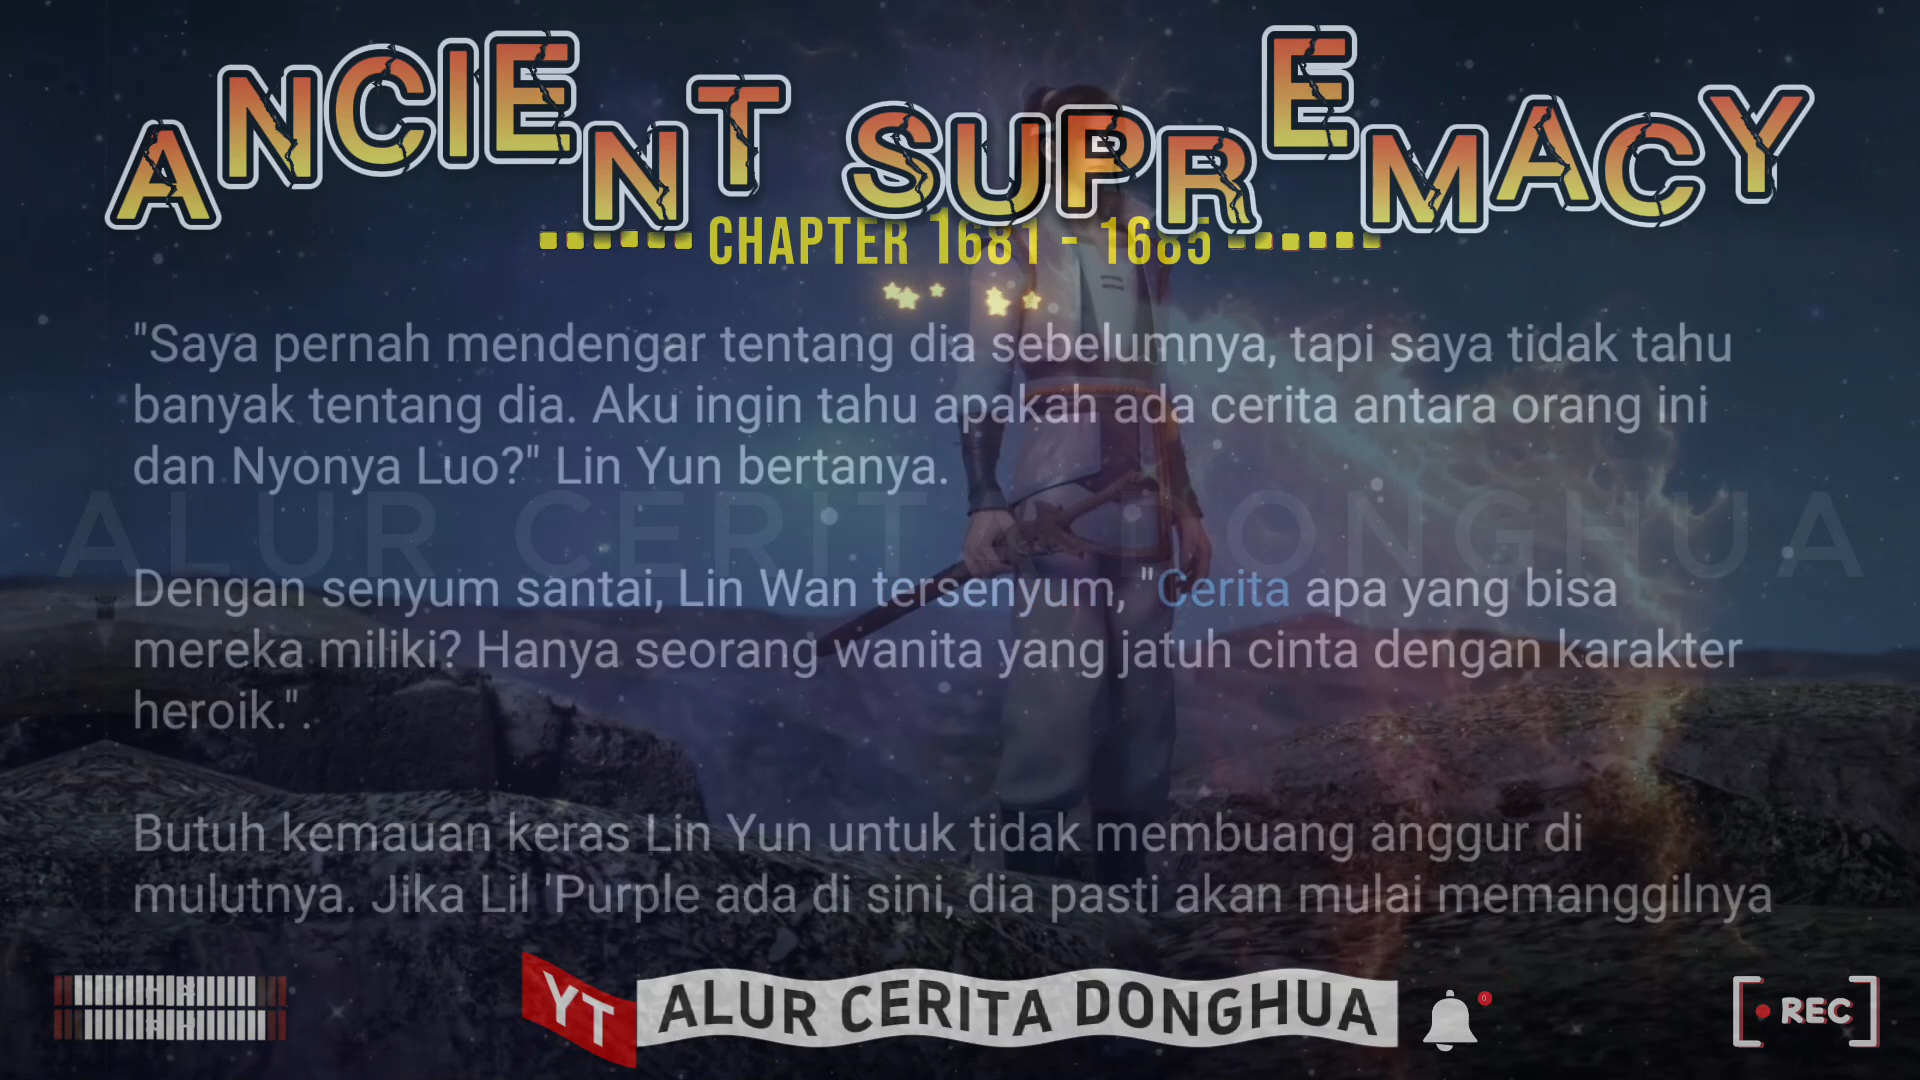 ANCIENT SUPREMACY
CHAPTER 1681 - 1685
"Saya pernah mendengar tentang dia sebelumnya, tapi saya tidak tahu
banyak tentang dia. Aku ingin tahu apakah ada cerita antara orang ini
dan Nyonya Luo?" Lin Yun bertanya.
ALUR CERITA DONGHUA
Dengan senyum santai, Lin Wan tersenyum, "Cerita apa yang bisa
mereka miliki? Hanya seorang wanita yang jatuh cinta dengan karakter
heroik.".
Butuh kemauan keras Lin Yun untuk tidak membuang anggur di
mulutnya. Jika Lil 'Purple ada di sini, dia pasti akan mulai memanggilnya
YT ALUR CERITA DONGHUA
REC